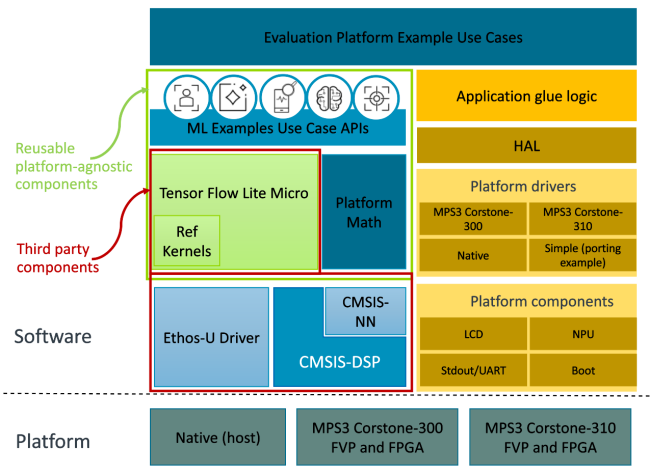 Evaluation Platform Example Use Cases
ML Examples Use Case APIs
Application glue logic
HAL
Reusable
platform-agnostic
components
Tensor Flow Lite Micro
Ref
Kernels
Platform
Math
Platform drivers
MPS3 Corstone-
300
MPS3 Corstone-
310
Native
Simple (porting
example)
Third party
components
Software
Ethos-U Driver
CMSIS-
NN
CMSIS-DSP
Platform components
LCD
NPU
Stdout/UART
Boot
Platform
Native (host)
MPS3 Corstone-300
FVP and FPGA
MPS3 Corstone-310
FVP and FPGA